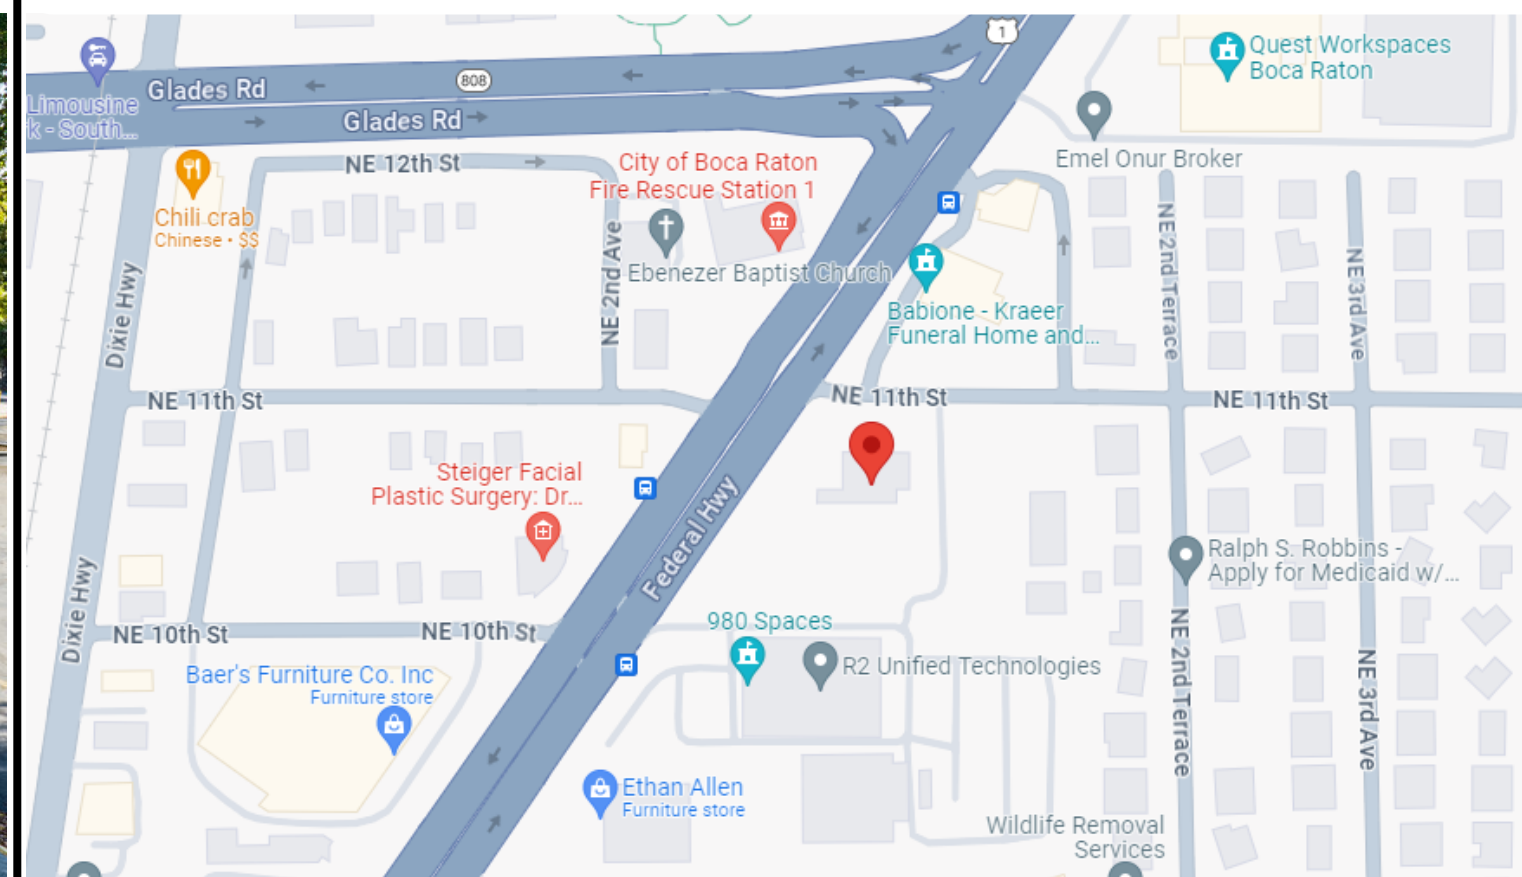 1
Quest Workspaces
Boca Raton
808
Glades Rd
Limousine
k - South...
Glades Rd
NE 12th St
City of Boca Raton
Fire Rescue Station 1
Emel Onur Broker
Chili crab
Chinese • $$
NE 2nd Ave
Ebenezer Baptist Church
NE 2nd Terrace
NE 3rd Ave
Dixie Hwy
Babione - Kraeer
Funeral Home and...
NE 11th St
NE 11th St
NE 11th St
Steiger Facial
Plastic Surgery: Dr...
Federal Hwy
Ralph S. Robbins -
Apply for Medicaid w/...
Dixie Hwy
NE 10th St
NE 10th St
980 Spaces
R2 Unified Technologies
NE 2nd Terrace
NE 3rd Ave
Baer's Furniture Co. Inc
Furniture store
Ethan Allen
Furniture store
Wildlife Removal
Services